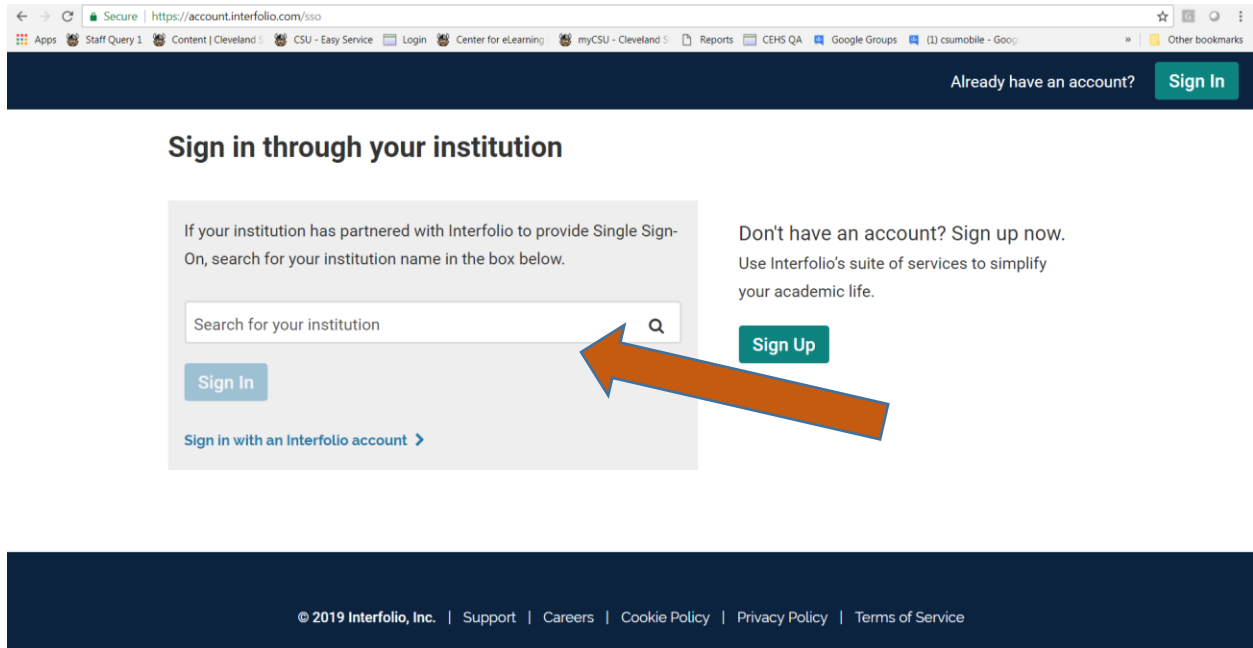 Secure | https://account.interfolio.com/sso
Apps Staff Query 1 Content | Cleveland S CSU - Easy Service Login Center for eLearning myCSU - Cleveland S Reports CEHS QA Google Groups (1) csumobile - Goog » Other bookmarks
Already have an account? Sign In
Sign in through your institution
If your institution has partnered with Interfolio to provide Single Sign-
On, search for your institution name in the box below.
Search for your institution
Sign In
Sign in with an Interfolio account
Don't have an account? Sign up now.
Use Interfolio's suite of services to simplify
your academic life.
Sign Up
© 2019 Interfolio, Inc. | Support | Careers | Cookie Policy | Privacy Policy | Terms of Service